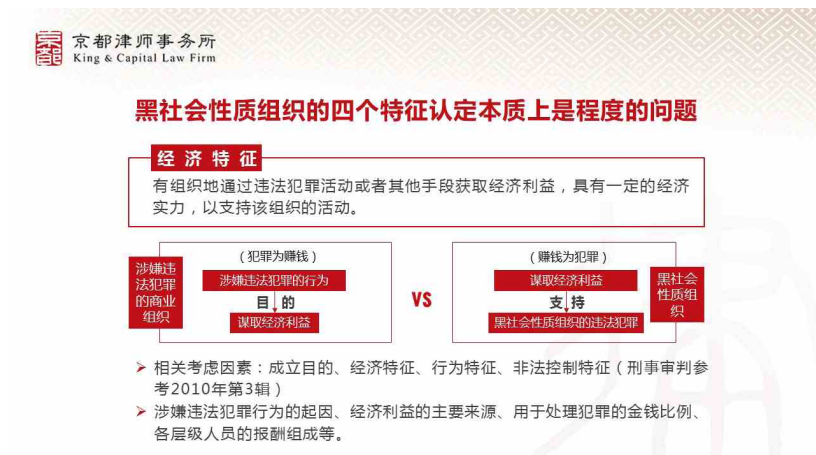 京都
京都律师事务所
King & Capital Law Firm
黑社会性质组织的四个特征认定本质上是程度的问题
经济特征
有组织地通过违法犯罪活动或者其他手段获取经济利益，具有一定的经济
实力，以支持该组织的活动。
涉嫌违
法犯罪
的商业
组织
（犯罪为赚钱）
涉嫌违法犯罪的行为
目的
谋取经济利益
VS
（赚钱为犯罪）
谋取经济利益
支持
黑社会性质组织的违法犯罪
黑社会
性质组
织
➢ 相关考虑因素：成立目的、经济特征、行为特征、非法控制特征（刑事审判参
考2010年第3辑）
➢ 涉嫌违法犯罪行为的起因、经济利益的主要来源、用于处理犯罪的金钱比例、
各层级人员的报酬组成等。